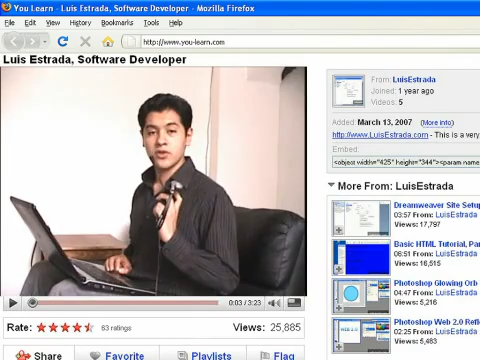 You Learn - Luis Estrada, Software Developer - Mozilla Firefox
File Edit View History Bookmarks Tools Help
http://www.you-learn.com
Luis Estrada, Software Developer
0:03 / 3:23
Rate: 63 ratings Views: 25,885
Share Favorite Playlists Flag
From: LuisEstrada
Joined: 1 year ago
Videos: 5
Added: March 13, 2007 (More info)
http://www.LuisEstrada.com - This is a very
Embed:
<object width="425" height="344"><param name
More From: LuisEstrada
Dreamweaver Site Setup
03:57 From: LuisEstrada
Views: 17,797
Basic HTML Tutorial, Par
06:51 From: LuisEstrada
Views: 16,515
Photoshop Glowing Orb
04:47 From: LuisEstrada
Views: 5,216
Photoshop Web 2.0 Refl
02:25 From: LuisEstrada
Views: 5,483
WEB 2.0